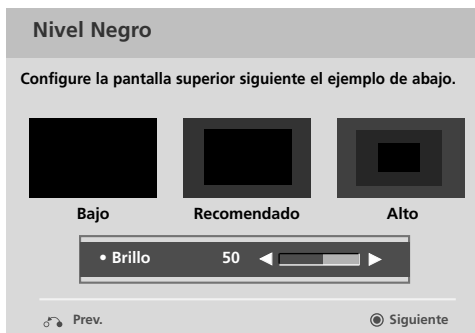 Nivel Negro
Configure la pantalla superior siguiente el ejemplo de abajo.
Bajo Recomendado Alto
• Brillo 50
Prev. Siguiente